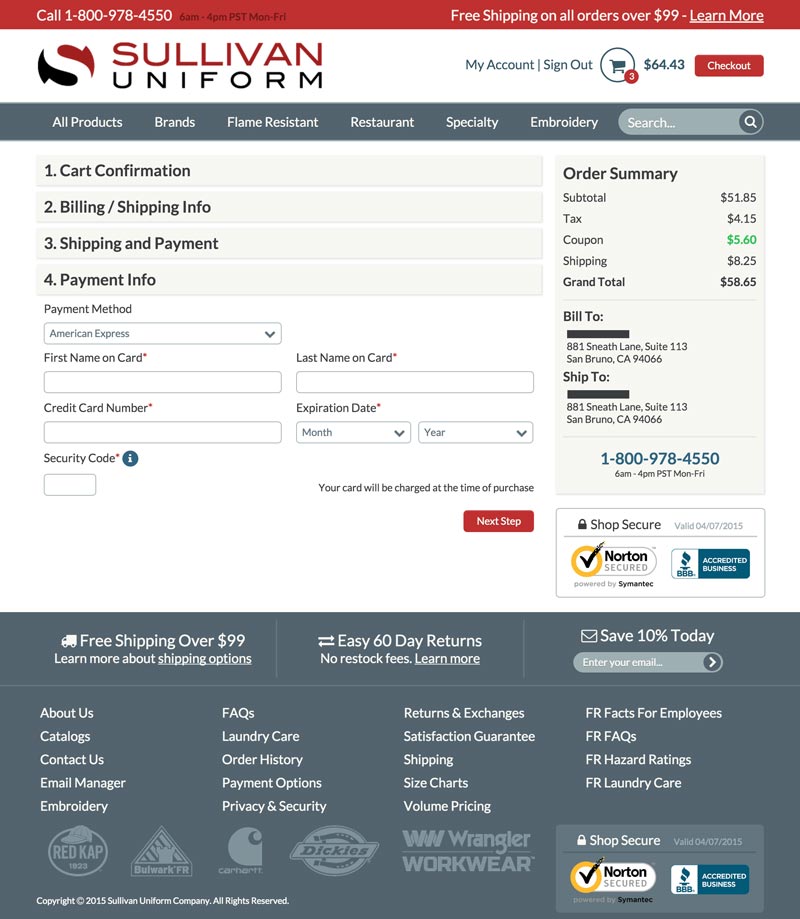 Call 1-800-978-4550 6am - 4pm PST Mon-Fri
Free Shipping on all orders over $99 - Learn More
SULLIVAN
UNIFORM
My Account | Sign Out
3
$64.43
Checkout
All Products
Brands
Flame Resistant
Restaurant
Specialty
Embroidery
Search...
1. Cart Confirmation
2. Billing / Shipping Info
3. Shipping and Payment
4. Payment Info
Payment Method
American Express
First Name on Card*
Last Name on Card*
Credit Card Number*
Expiration Date*
Month
Year
Security Code* i
Your card will be charged at the time of purchase
Next Step
Order Summary
Subtotal $51.85
Tax $4.15
Coupon $5.60
Shipping $8.25
Grand Total $58.65
Bill To:
881 Sneath Lane, Suite 113
San Bruno, CA 94066
Ship To:
881 Sneath Lane, Suite 113
San Bruno, CA 94066
1-800-978-4550
6am - 4pm PST Mon-Fri
Shop Secure Valid 04/07/2015
Norton
SECURED
powered by Symantec
BBB
ACCREDITED
BUSINESS
Free Shipping Over $99
Learn more about shipping options
Easy 60 Day Returns
No restock fees. Learn more
Save 10% Today
Enter your email...
About Us
Catalogs
Contact Us
Email Manager
Embroidery
FAQs
Laundry Care
Order History
Payment Options
Privacy & Security
Returns & Exchanges
Satisfaction Guarantee
Shipping
Size Charts
Volume Pricing
FR Facts For Employees
FR FAQs
FR Hazard Ratings
FR Laundry Care
RED KAP
1923
Bulwark FR
carhartt
Dickies
Wrangler
WORKWEAR
Shop Secure Valid 04/07/2015
Norton
SECURED
powered by Symantec
BBB
ACCREDITED
BUSINESS
Copyright © 2015 Sullivan Uniform Company. All Rights Reserved.